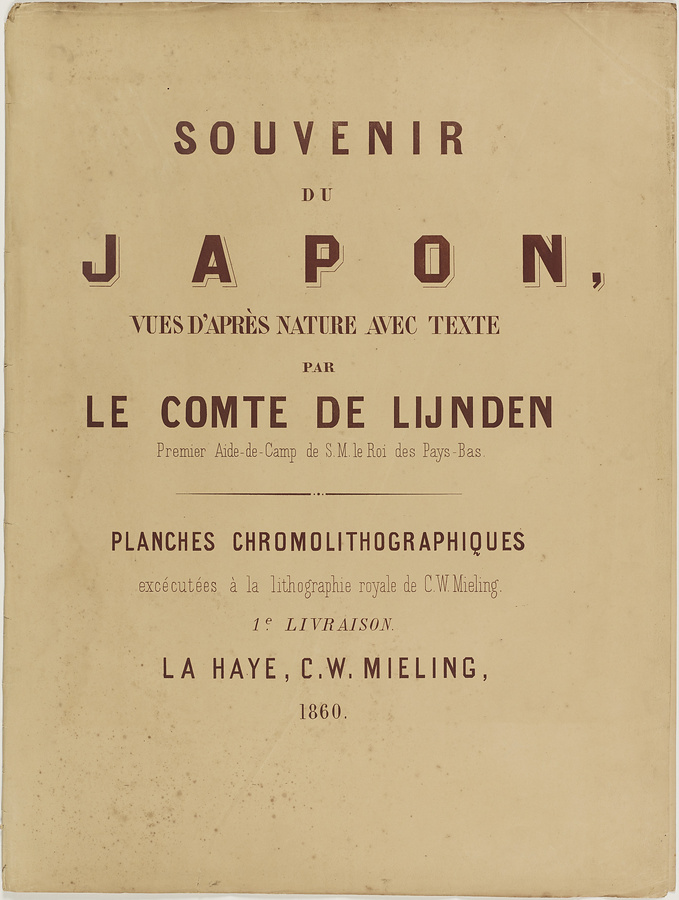 SOUVENIR
DU
JAPON,
VUES D'APRÈS NATURE AVEC TEXTE
PAR
LE COMTE DE LIJNDEN
Premier Aide-de-Camp de S. M. le Roi des Pays-Bas.
PLANCHES CHROMOLITHOGRAPHIQUES
excécutées à la lithographie royale de C. W. Mieling.
1e LIVRAISON.
LA HAYE, C. W. MIELING,
1860.